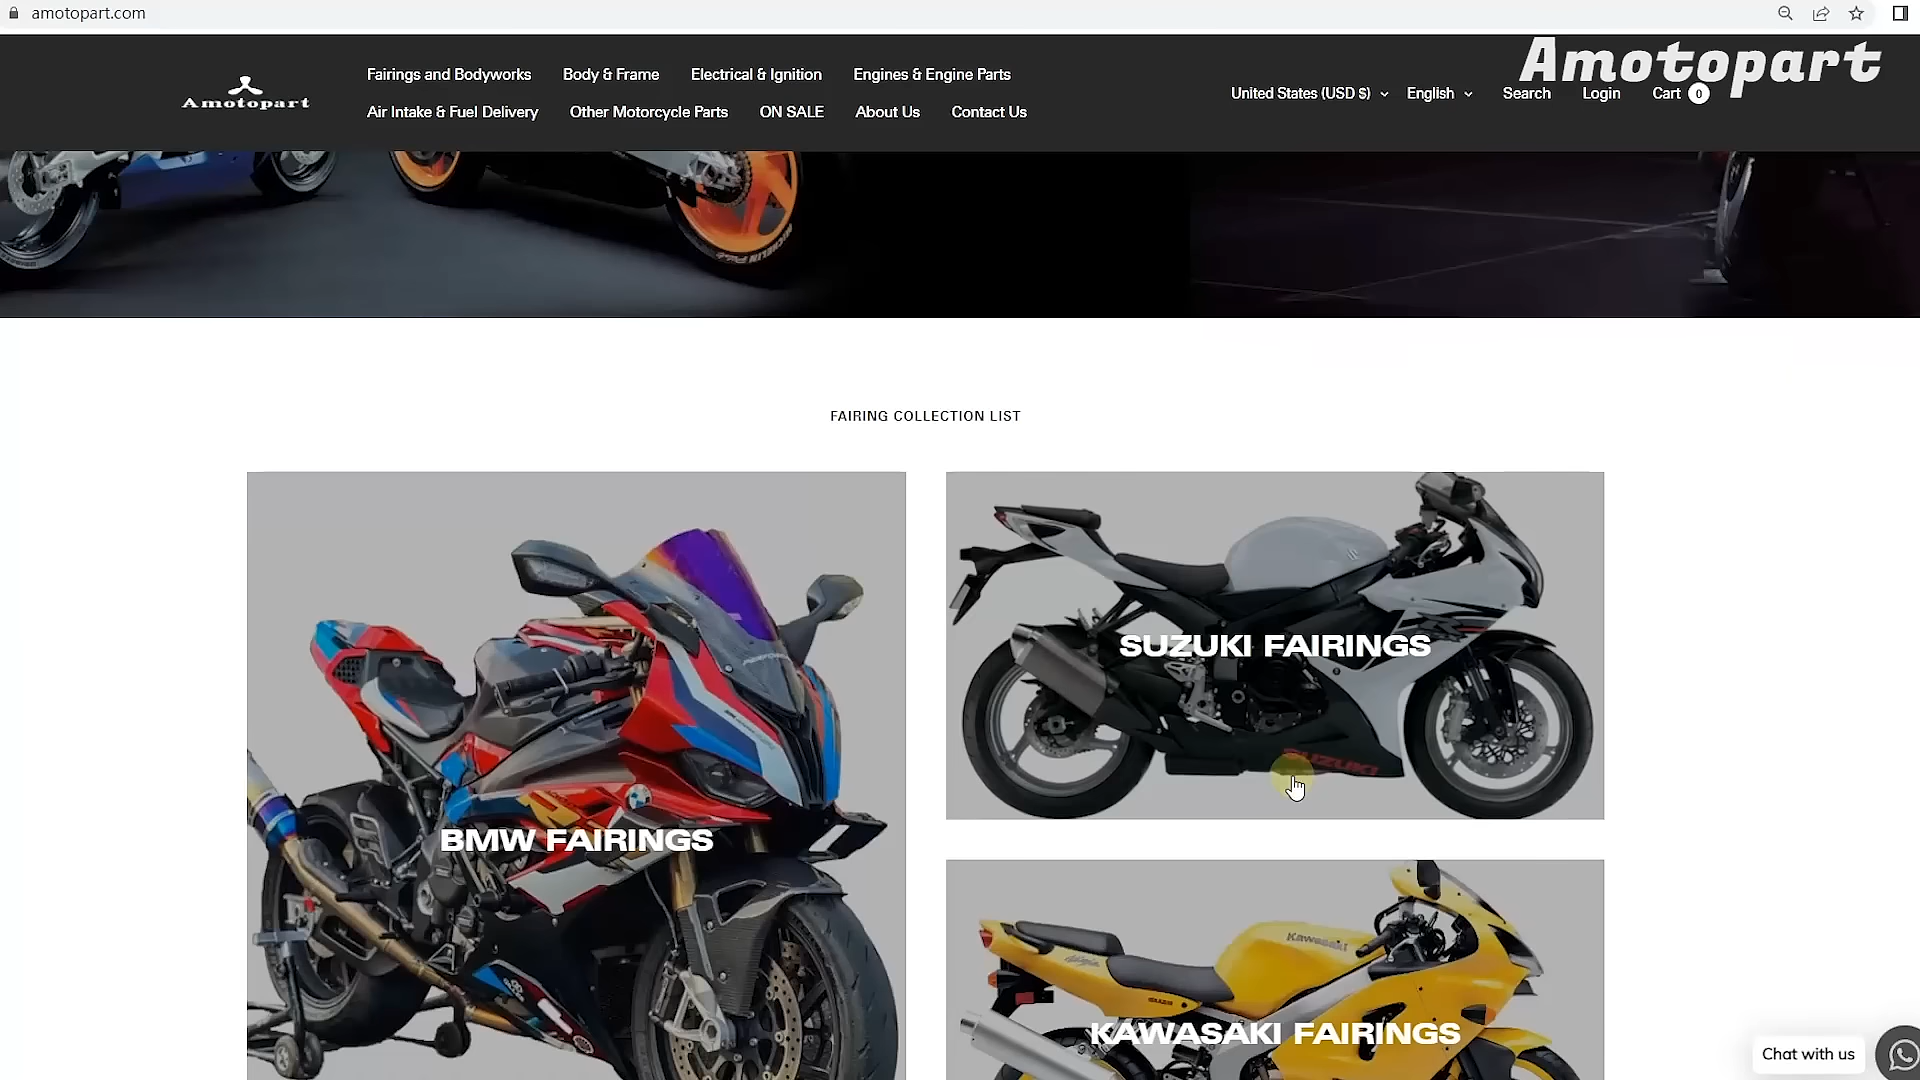 amotopart.com
Amotopart
Amotopart
Fairings and Bodyworks
Body & Frame
Electrical & Ignition
Engines & Engine Parts
Air Intake & Fuel Delivery
Other Motorcycle Parts
ON SALE
About Us
Contact Us
United States (USD $)
English
Search
Login
Cart 0
FAIRING COLLECTION LIST
BMW FAIRINGS
SUZUKI FAIRINGS
SUZUKI
Kawasaki
KAWASAKI FAIRINGS
Chat with us